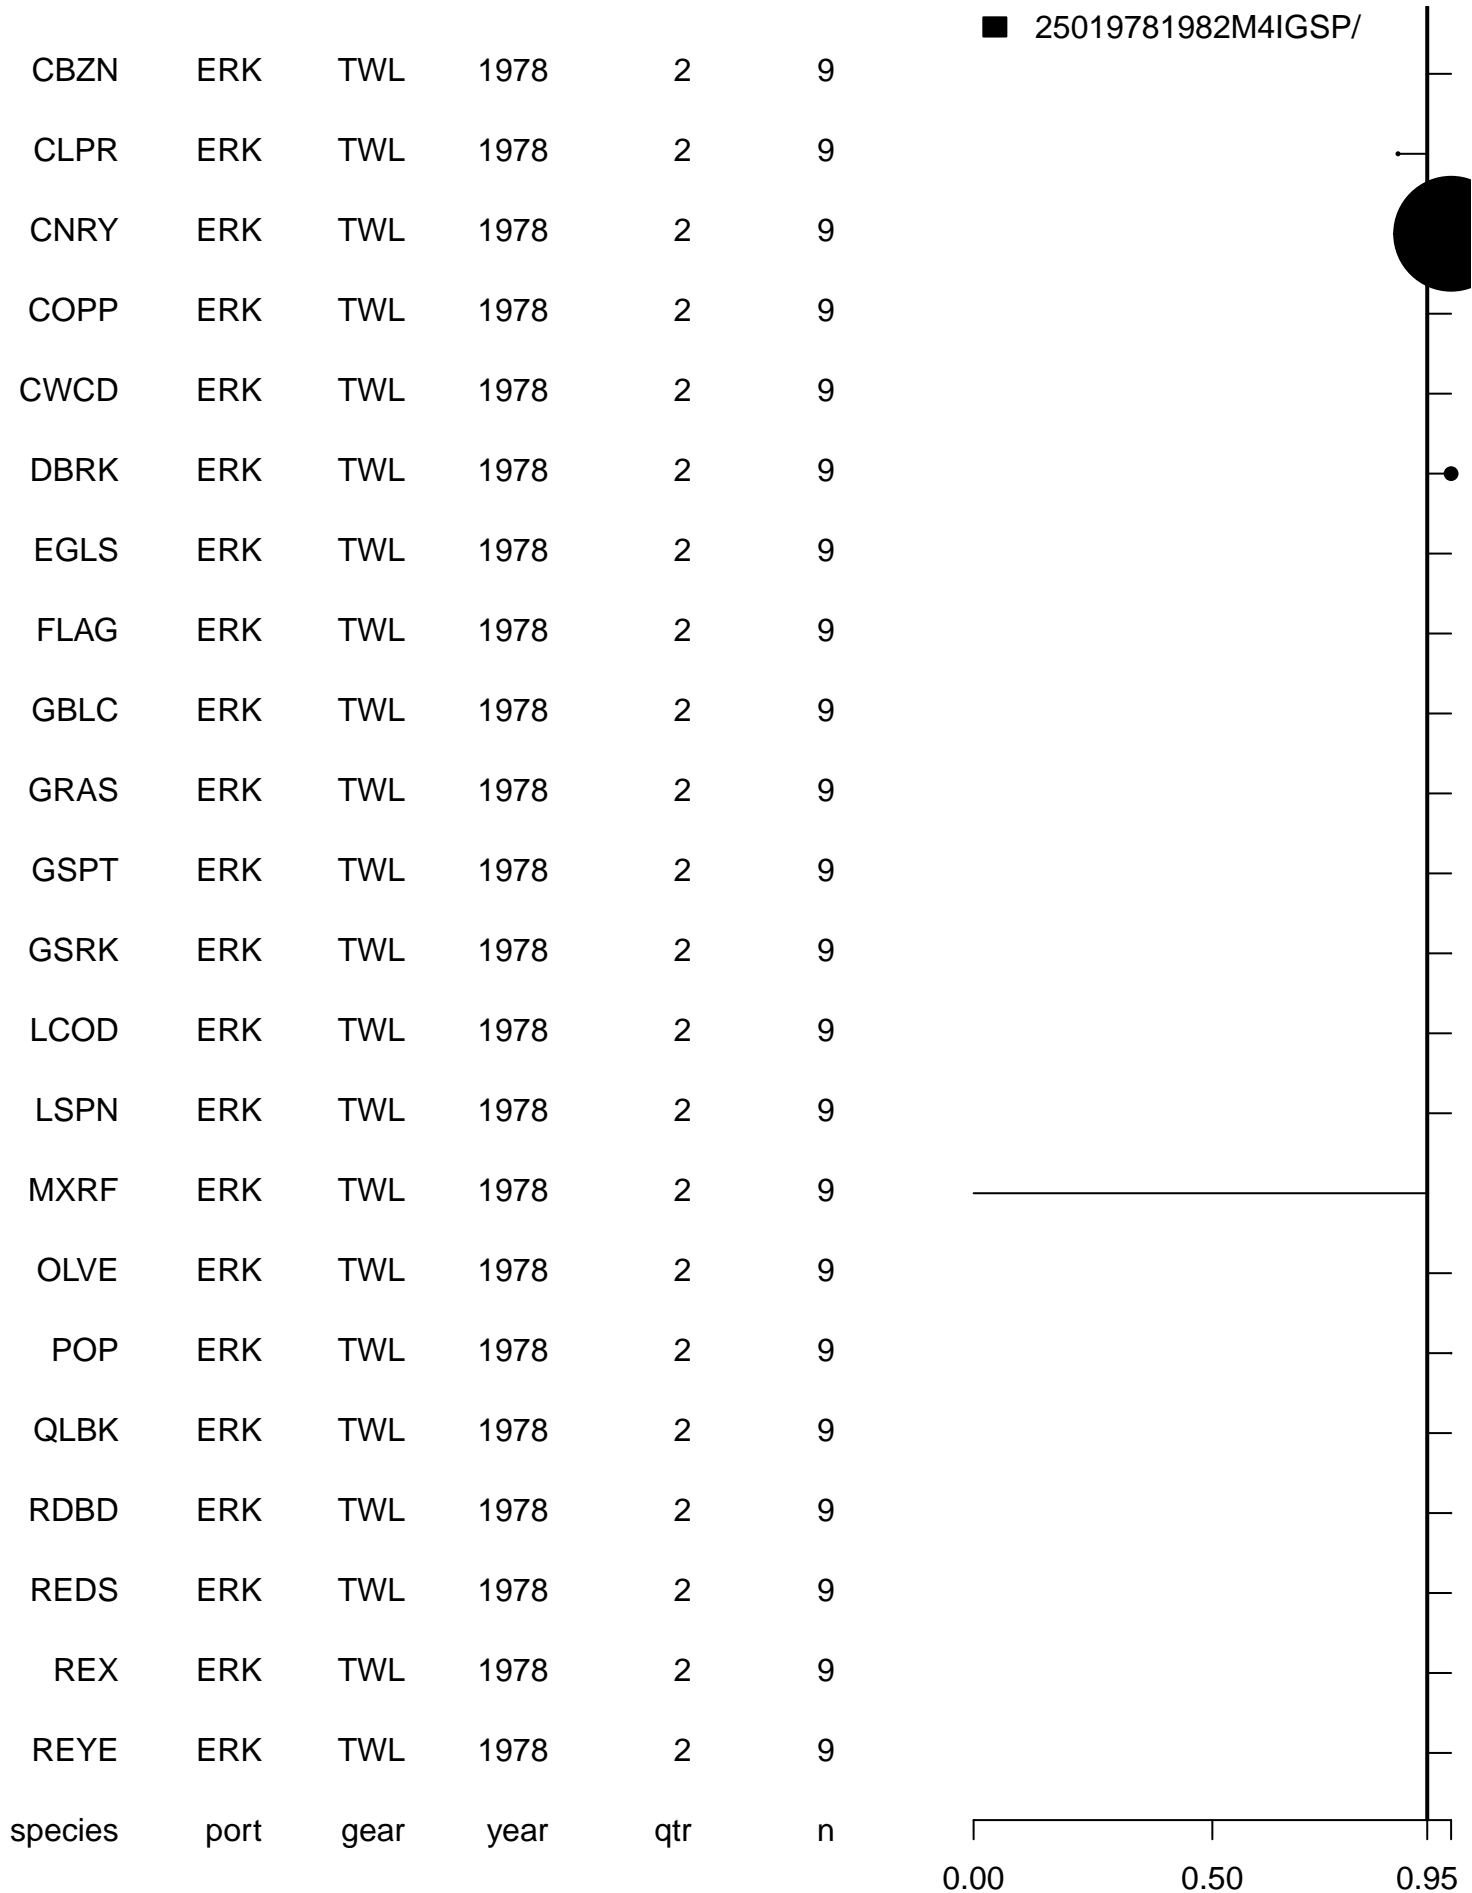 25019781982M4IGSP/
CBZN ERK TWL 1978 2 9
CLPR ERK TWL 1978 2 9
CNRY ERK TWL 1978 2 9
COPP ERK TWL 1978 2 9
CWCD ERK TWL 1978 2 9
DBRK ERK TWL 1978 2 9
EGLS ERK TWL 1978 2 9
FLAG ERK TWL 1978 2 9
GBLC ERK TWL 1978 2 9
GRAS ERK TWL 1978 2 9
GSPT ERK TWL 1978 2 9
GSRK ERK TWL 1978 2 9
LCOD ERK TWL 1978 2 9
LSPN ERK TWL 1978 2 9
MXRF ERK TWL 1978 2 9
OLVE ERK TWL 1978 2 9
POP ERK TWL 1978 2 9
QLBK ERK TWL 1978 2 9
RDBD ERK TWL 1978 2 9
REDS ERK TWL 1978 2 9
REX ERK TWL 1978 2 9
REYE ERK TWL 1978 2 9
species port gear year qtr n
0.00 0.50 0.95